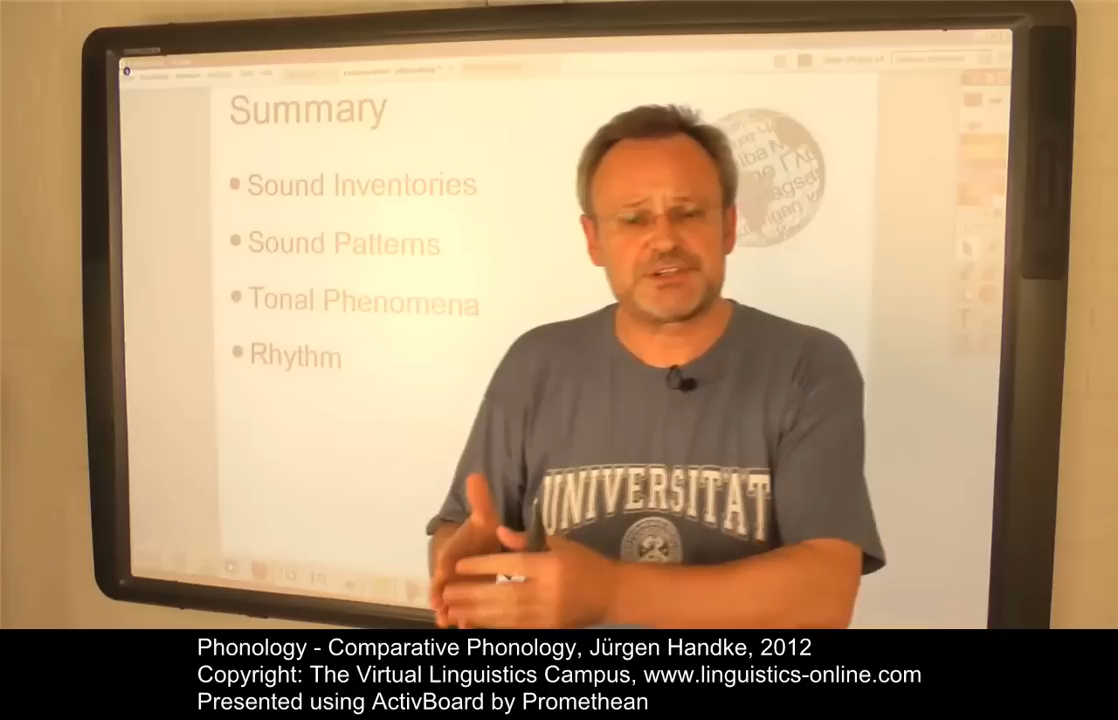 Summary
• Sound Inventories
• Sound Patterns
• Tonal Phenomena
• Rhythm
UNIVERSITÄT
Phonology - Comparative Phonology, Jürgen Handke, 2012
Copyright: The Virtual Linguistics Campus, www.linguistics-online.com
Presented using ActivBoard by Promethean